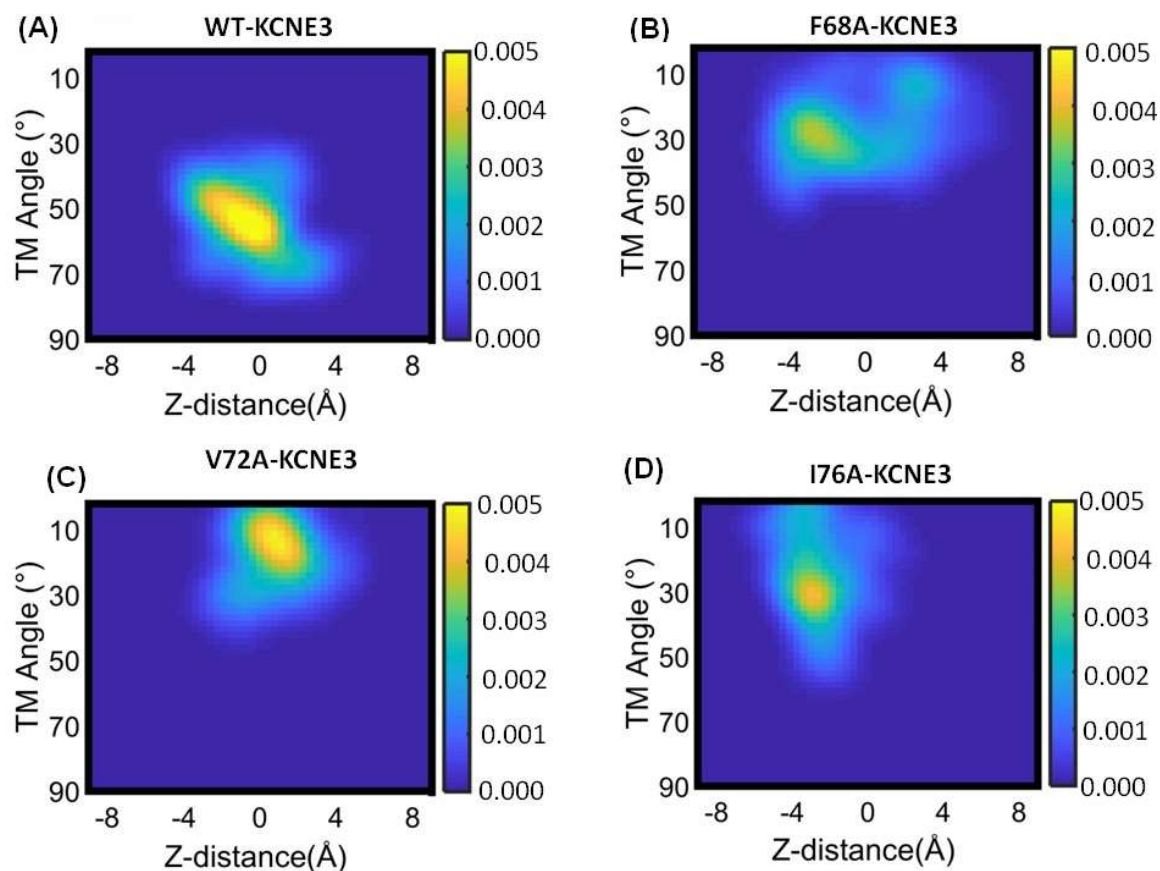 (A) WT-KCNE3
10
30
50
70
90
TM Angle (°)
-8 -4 0 4 8
Z-distance(Å)
0.005
0.004
0.003
0.002
0.001
0.000
(B) F68A-KCNE3
10
30
50
70
90
TM Angle (°)
-8 -4 0 4 8
Z-distance(Å)
0.005
0.004
0.003
0.002
0.001
0.000
(C) V72A-KCNE3
10
30
50
70
90
TM Angle (°)
-8 -4 0 4 8
Z-distance(Å)
0.005
0.004
0.003
0.002
0.001
0.000
(D) I76A-KCNE3
10
30
50
70
90
TM Angle (°)
-8 -4 0 4 8
Z-distance(Å)
0.005
0.004
0.003
0.002
0.001
0.000